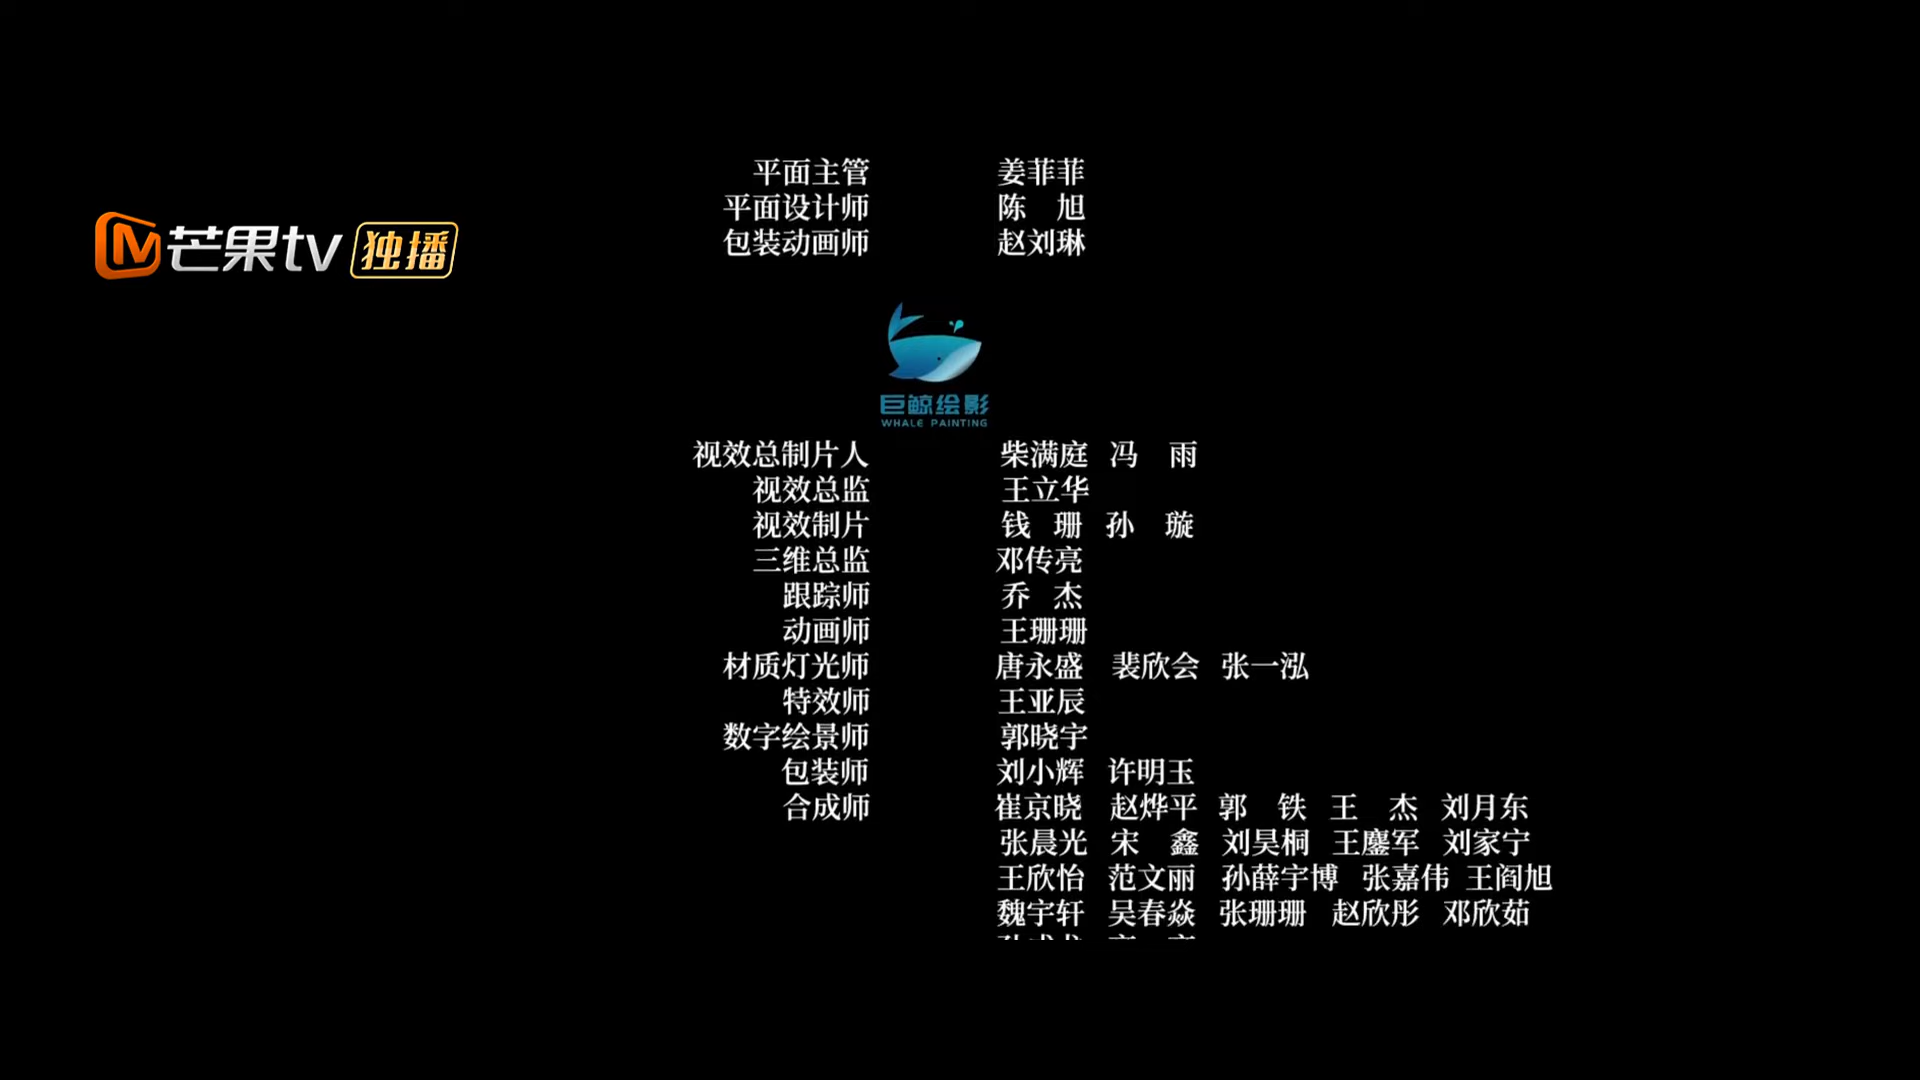 平面主管 姜菲菲
平面设计师 陈 旭
包装动画师 赵刘琳
芒果tv 独播
巨鲸绘影
WHALE PAINTING
视效总制片人 柴满庭 冯 雨
视效总监 王立华
视效制片 钱 珊 孙 璇
三维总监 邓传亮
跟踪师 乔 杰
动画师 王珊珊
材质灯光师 唐永盛 裴欣会 张一泓
特效师 王亚辰
数字绘景师 郭晓宇
包装师 刘小辉 许明玉
合成师 崔京晓 赵烨平 郭 铁 王 杰 刘月东
张晨光 宋 鑫 刘昊桐 王鏖军 刘家宁
王欣怡 范文丽 孙薛宇博 张嘉伟 王阎旭
魏宇轩 吴春焱 张珊珊 赵欣彤 邓欣茹